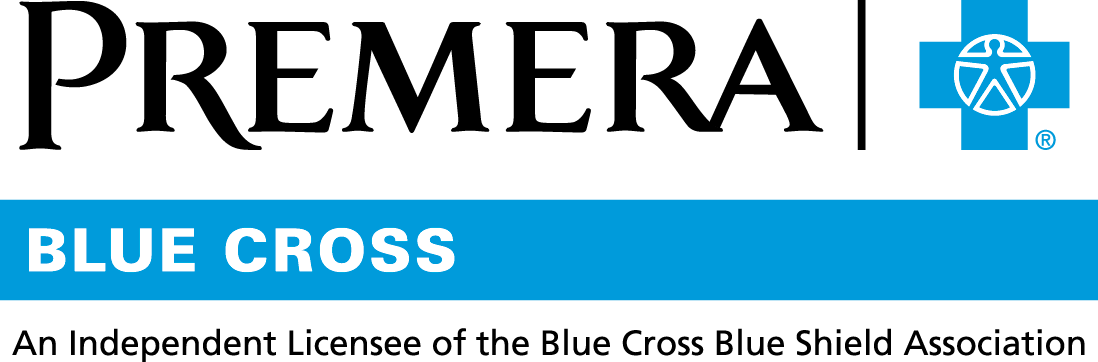 PREMERA
®
BLUE CROSS
An Independent Licensee of the Blue Cross Blue Shield Association